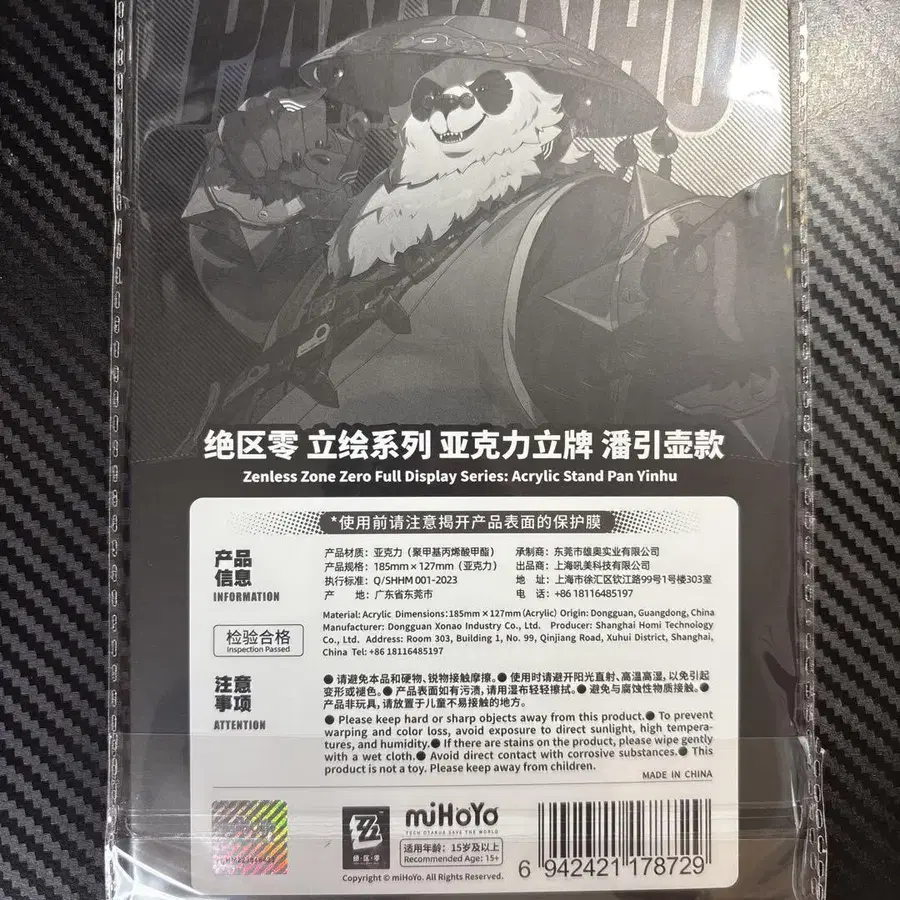 PAN YINHU
绝区零 立绘系列 亚克力立牌 潘引壶款
Zenless Zone Zero Full Display Series: Acrylic Stand Pan Yinhu
*使用前请注意揭开产品表面的保护膜
产品
信息
INFORMATION
检验合格
Inspection Passed
产品材质：亚克力（聚甲基丙烯酸甲酯）
产品规格：185mm×127mm（亚克力）
执行标准：Q/SHHM 001-2023
产 地：广东省东莞市
承制商：东莞市雄奥实业有限公司
出品商：上海吼美科技有限公司
地 址：上海市徐汇区钦江路99号1号楼303室
电 话：+86 18116485197
Material: Acrylic Dimensions:185mm×127mm(Acrylic) Origin: Dongguan, Guangdong, China
Manufacturer: Dongguan Xonao Industry Co., Ltd. Producer: Shanghai Homi Technology
Co., Ltd. Address: Room 303, Building 1, No. 99, Qinjiang Road, Xuhui District, Shanghai,
China Tel: +86 18116485197
注意
事项
ATTENTION
● 请避免本品和硬物、锐物接触摩擦。● 使用时请避开阳光直射、高温高湿，以免引起
变形或褪色。● 产品表面如有污渍，请用湿布轻轻擦拭。● 避免与腐蚀性物质接触。●
产品非玩具，请放置于儿童不易接触的地方。
● Please keep hard or sharp objects away from this product.● To prevent
warping and color loss, avoid exposure to direct sunlight, high tempera-
tures, and humidity.● If there are stains on the product, please wipe gently
with a wet cloth.● Avoid direct contact with corrosive substances.● This
product is not a toy. Please keep away from children.
MADE IN CHINA
绝区零
miHoYo
TECH OTAKUS SAVE THE WORLD
适用年龄：15岁及以上
Recommended Age: 15+
Copyright © miHoYo. All Rights Reserved.
6 942421 178729